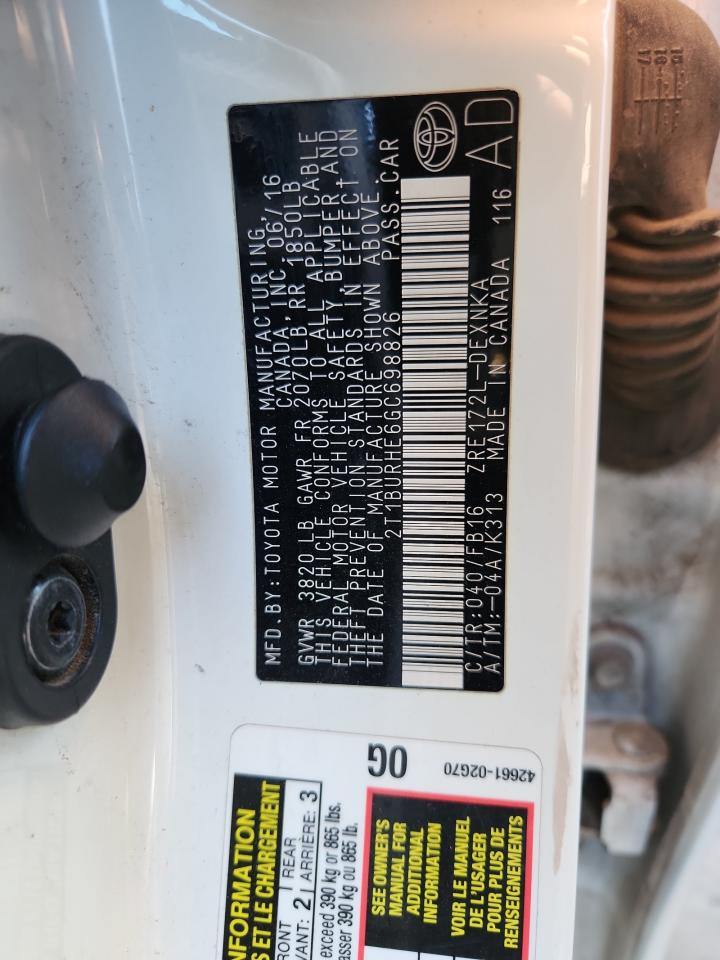 MFD.BY:TOYOTA MOTOR MANUFACTURING,
CANADA, INC. 06/16
GVWR 3820 LB GAWR FR 2070LB,RR 1850LB
THIS VEHICLE CONFORMS TO ALL APPLICABLE
FEDERAL MOTOR VEHICLE SAFETY, BUMPER,AND
THEFT PREVENTION STANDARDS IN EFFECT ON
THE DATE OF MANUFACTURE SHOWN ABOVE.
2T1BURHE6GC698826 PASS.CAR
C/TR:040/FB16 ZRE172L-DEXNKA
A/TM:-04A/K313 MADE IN CANADA 116
AD
NFORMATION
S ET LE CHARGEMENT
RONT
VANT: 2
REAR
ARRIÈRE: 3
exceed 390 kg or 865 lbs.
asser 390 kg ou 865 lb.
SEE OWNER'S
MANUAL FOR
ADDITIONAL
INFORMATION
VOIR LE MANUEL
DE L'USAGER
POUR PLUS DE
RENSEIGNEMENTS
OG
42661-02G70